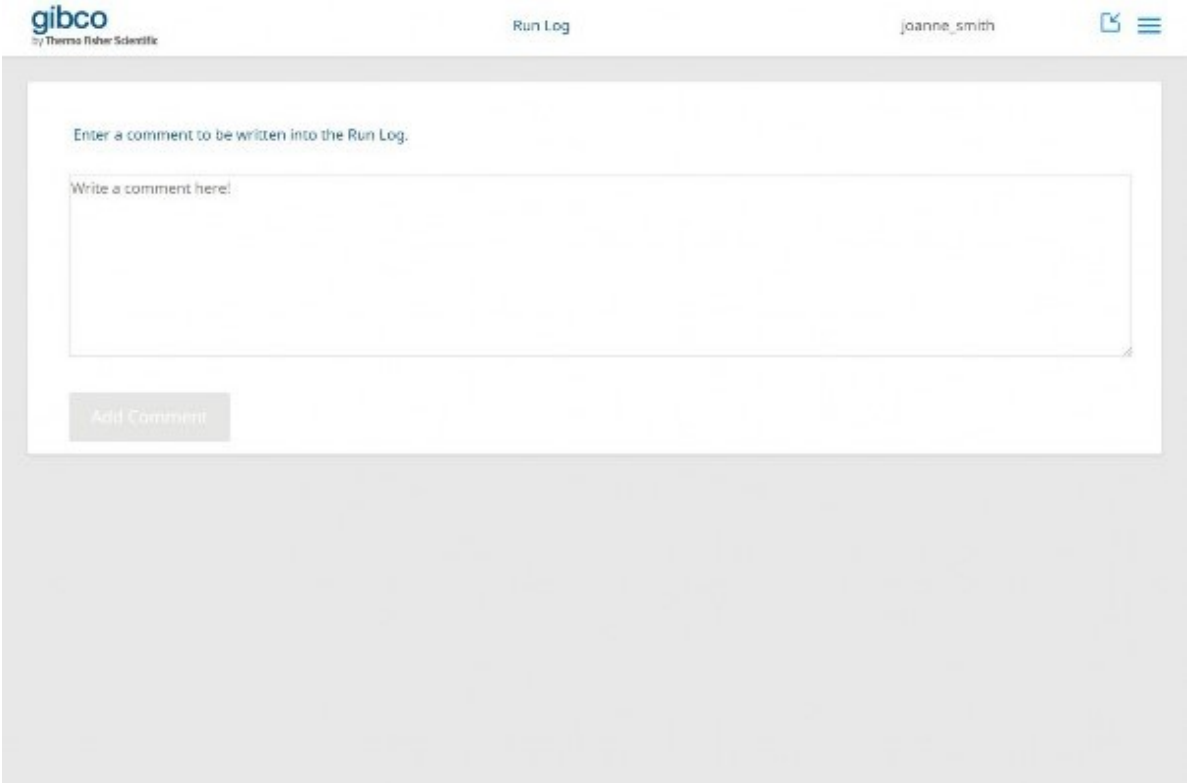 gibco
by Thermo Fisher Scientific
Run Log
joanne_smith
Enter a comment to be written into the Run Log.
Write a comment here!
Add Comment